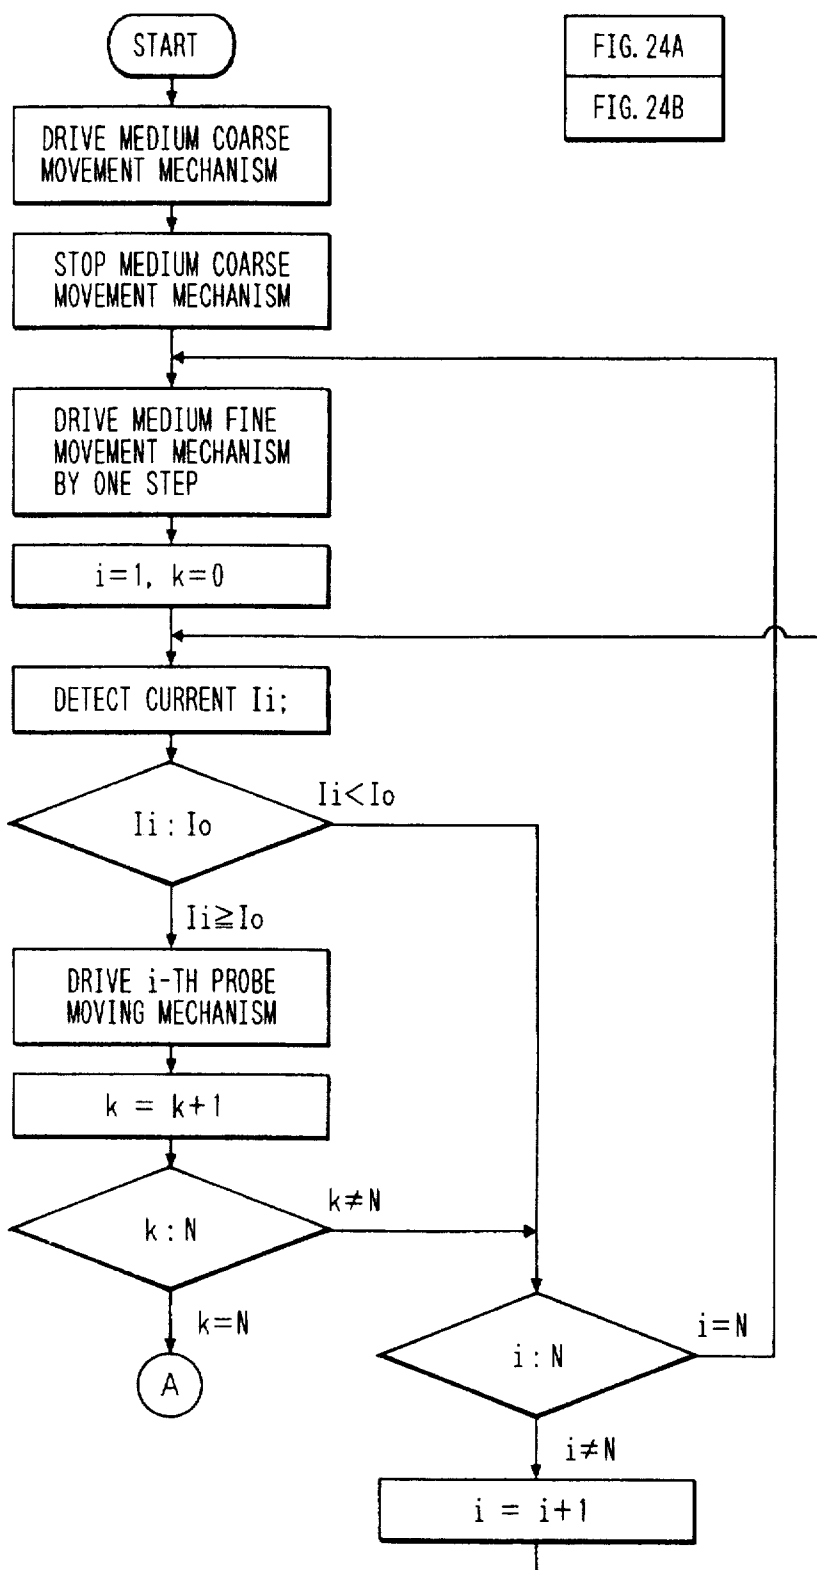 START
FIG. 24A
FIG. 24B
DRIVE MEDIUM COARSE
MOVEMENT MECHANISM
STOP MEDIUM COARSE
MOVEMENT MECHANISM
DRIVE MEDIUM FINE
MOVEMENT MECHANISM
BY ONE STEP
i=1, k=0
DETECT CURRENT Ii;
Ii<Io
Ii : Io
Ii≧Io
DRIVE i-TH PROBE
MOVING MECHANISM
k = k+1
k≠N
k : N
k=N
i=N
i : N
A
i≠N
i = i+1